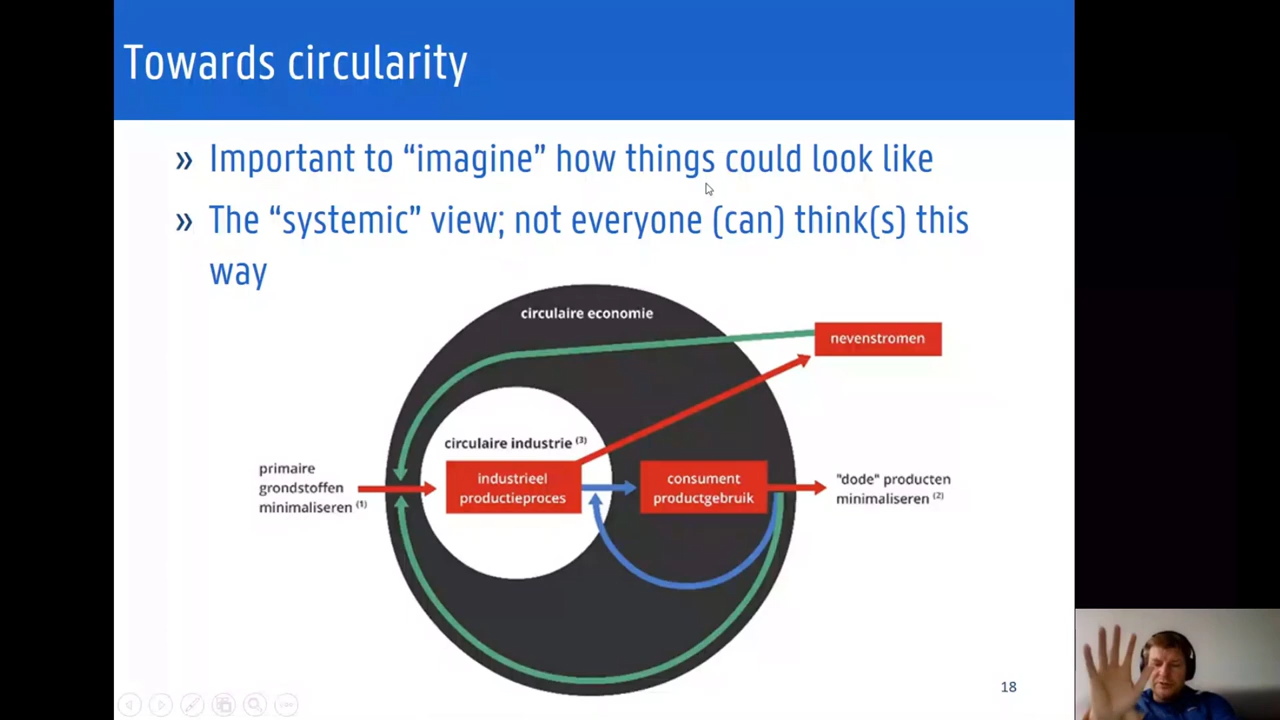 Towards circularity
» Important to “imagine” how things could look like
» The “systemic” view; not everyone (can) think(s) this
way
circulaire economie
nevenstromen
circulaire industrie (3)
primaire
grondstoffen
minimaliseren (1)
industrieel
productieproces
consument
productgebruik
"dode" producten
minimaliseren (2)
18